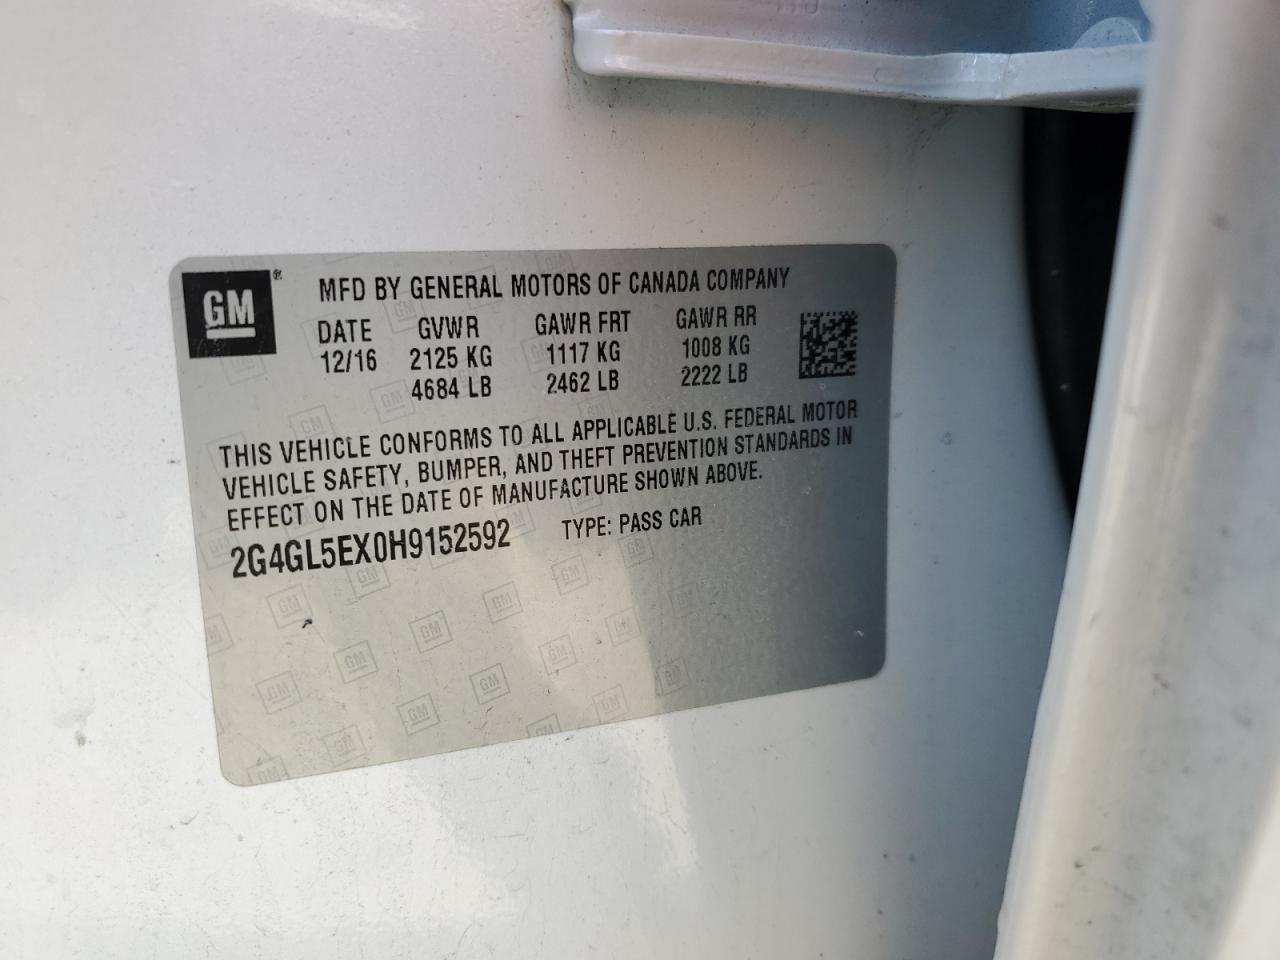 GM® MFD BY GENERAL MOTORS OF CANADA COMPANY
DATE GVWR GAWR FRT GAWR RR
12/16 2125 KG 1117 KG 1008 KG
4684 LB 2462 LB 2222 LB
THIS VEHICLE CONFORMS TO ALL APPLICABLE U.S. FEDERAL MOTOR
VEHICLE SAFETY, BUMPER, AND THEFT PREVENTION STANDARDS IN
EFFECT ON THE DATE OF MANUFACTURE SHOWN ABOVE.
2G4GL5EX0H9152592 TYPE: PASS CAR